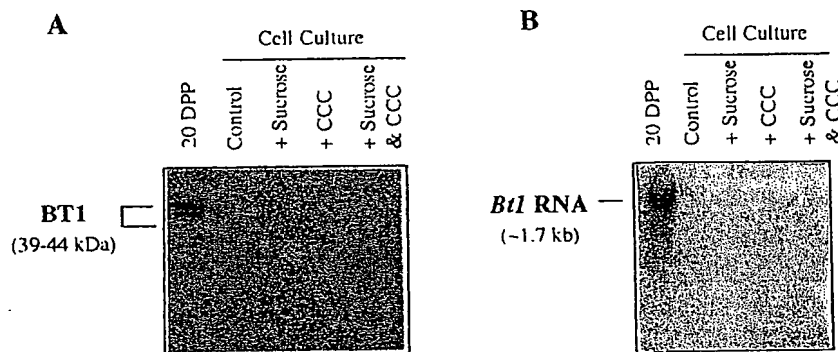 A
Cell Culture
20 DPP
Control
+ Sucrose
+ CCC
+ Sucrose
& CCC
BT1
(39-44 kDa)
B
Cell Culture
20 DPP
Control
+ Sucrose
+ CCC
+ Sucrose
& CCC
Bt1 RNA
(~1.7 kb)